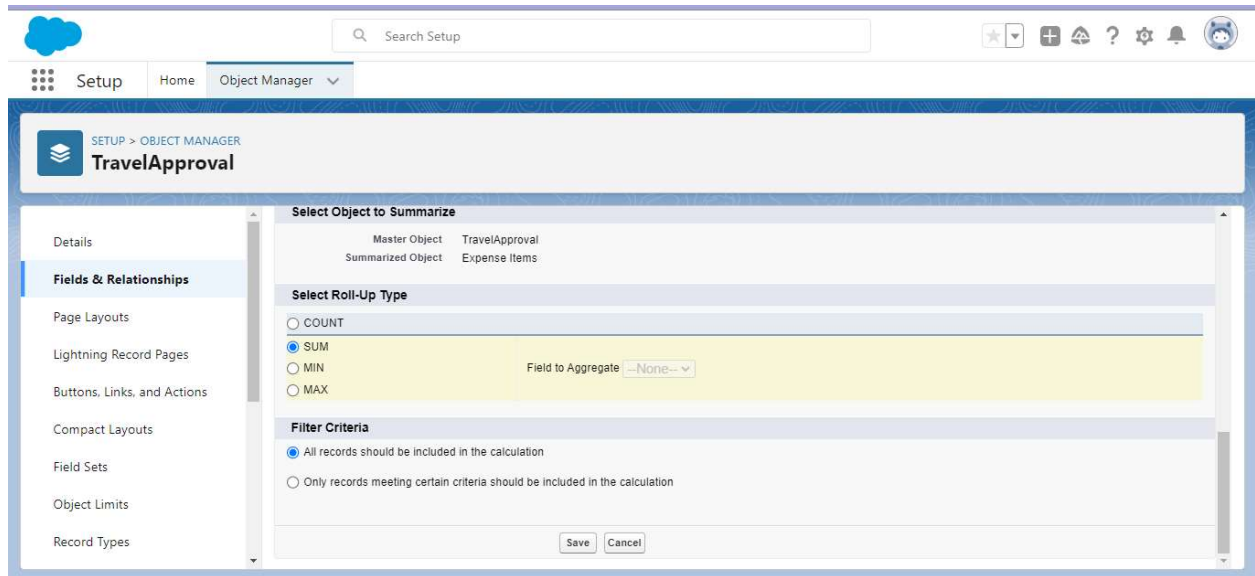 Search Setup
Setup Home Object Manager
SETUP > OBJECT MANAGER
TravelApproval
Details
Fields & Relationships
Page Layouts
Lightning Record Pages
Buttons, Links, and Actions
Compact Layouts
Field Sets
Object Limits
Record Types
Select Object to Summarize
Master Object TravelApproval
Summarized Object Expense Items
Select Roll-Up Type
COUNT
SUM
MIN
MAX
Field to Aggregate --None--
Filter Criteria
All records should be included in the calculation
Only records meeting certain criteria should be included in the calculation
Save Cancel